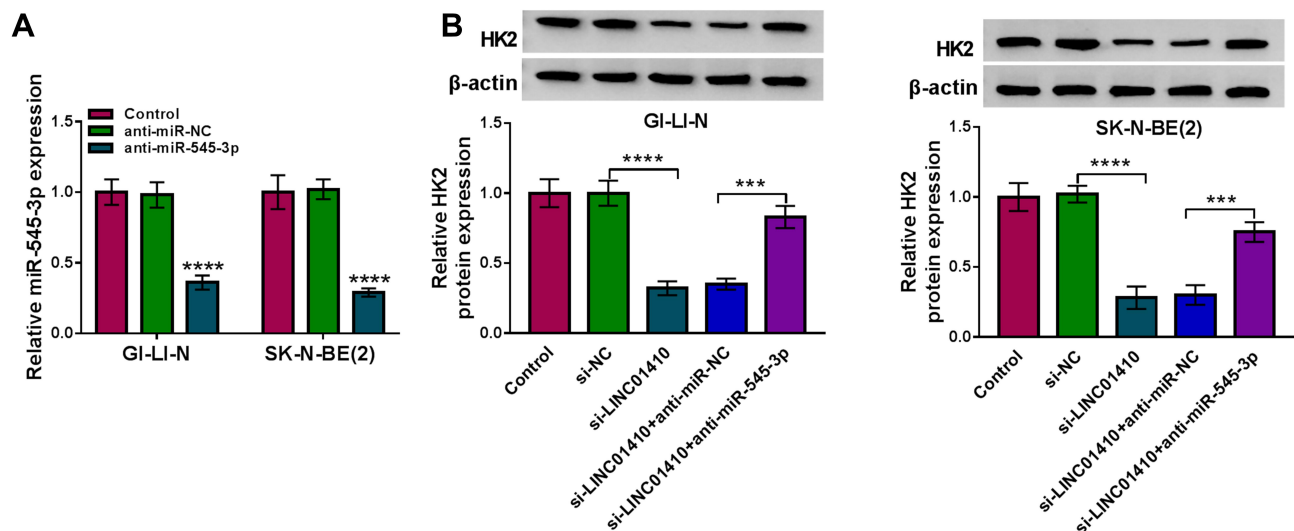 A
Relative miR-545-3p expression
1.5
1.0
0.5
0.0
Control
anti-miR-NC
anti-miR-545-3p
****
****
GI-LI-N
SK-N-BE(2)
B
HK2
β-actin
GI-LI-N
Relative HK2
protein expression
1.5
1.0
0.5
0.0
****
***
Control
si-NC
si-LINC01410
si-LINC01410+anti-miR-NC
si-LINC01410+anti-miR-545-3p
HK2
β-actin
SK-N-BE(2)
Relative HK2
protein expression
1.5
1.0
0.5
0.0
****
***
Control
si-NC
si-LINC01410
si-LINC01410+anti-miR-NC
si-LINC01410+anti-miR-545-3p